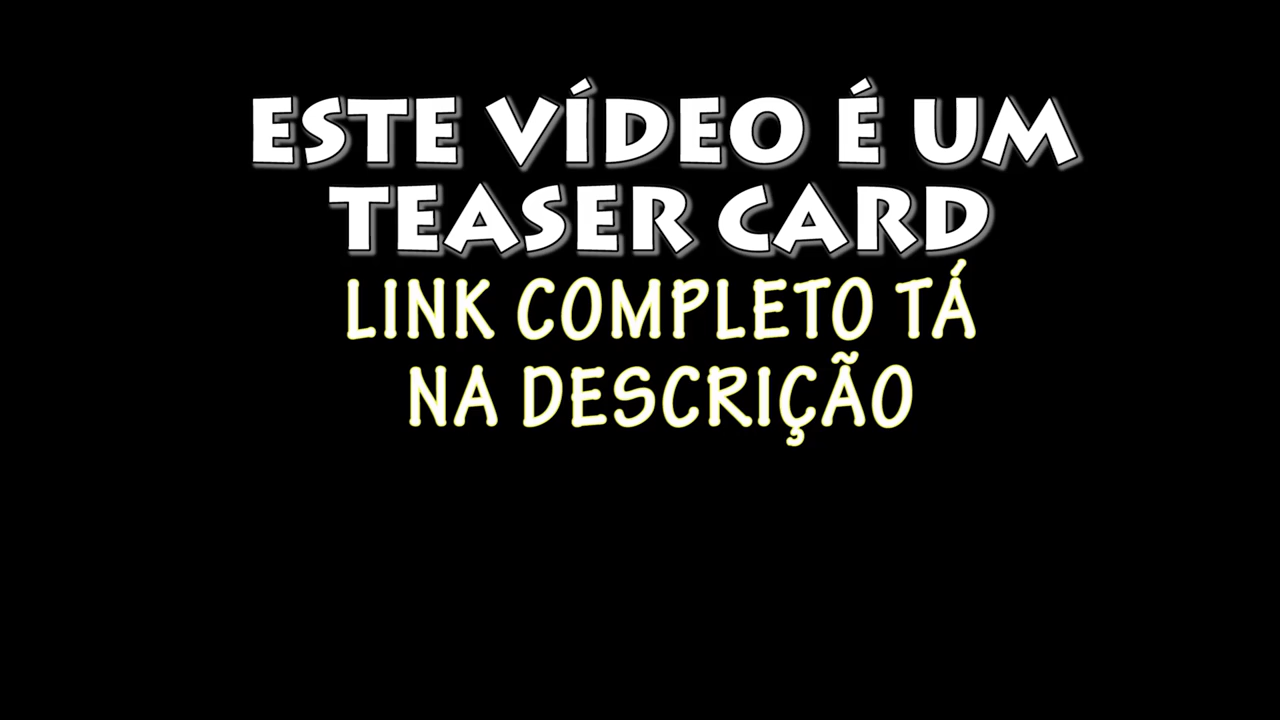 ESTE VÍDEO É UM
TEASER CARD
LINK COMPLETO TÁ
NA DESCRIÇÃO